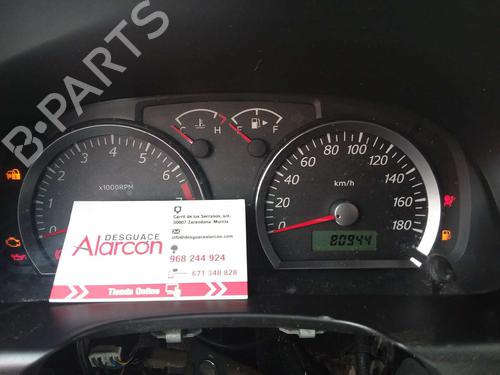 B-PARTS
C H E F
x1000RPM
0 1 2 3 4 5 6 7
km/h
0 20 40 60 80 100 120 140 160 180
80944
DESGUACE
Alarcón
Carril de los Serranos, s/n.
30007 Zarandona. Murcia
info@desguacealarcon.com
www.desguacealarcon.com
968 244 924
671 348 828
Tienda Online